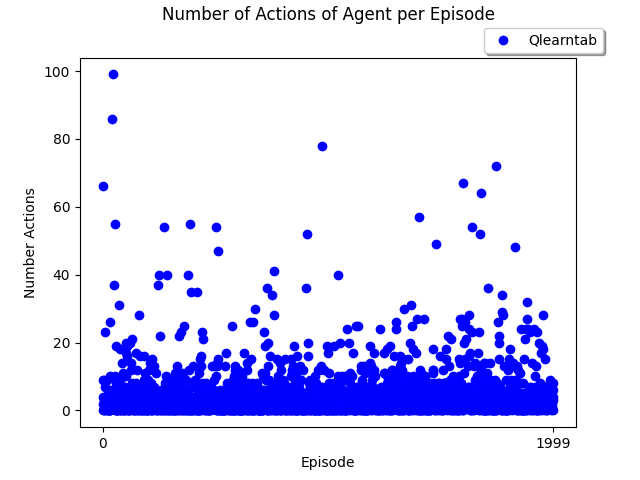 Number of Actions of Agent per Episode
Qlearntab
100
80
60
40
20
0
Number Actions
0
1999
Episode